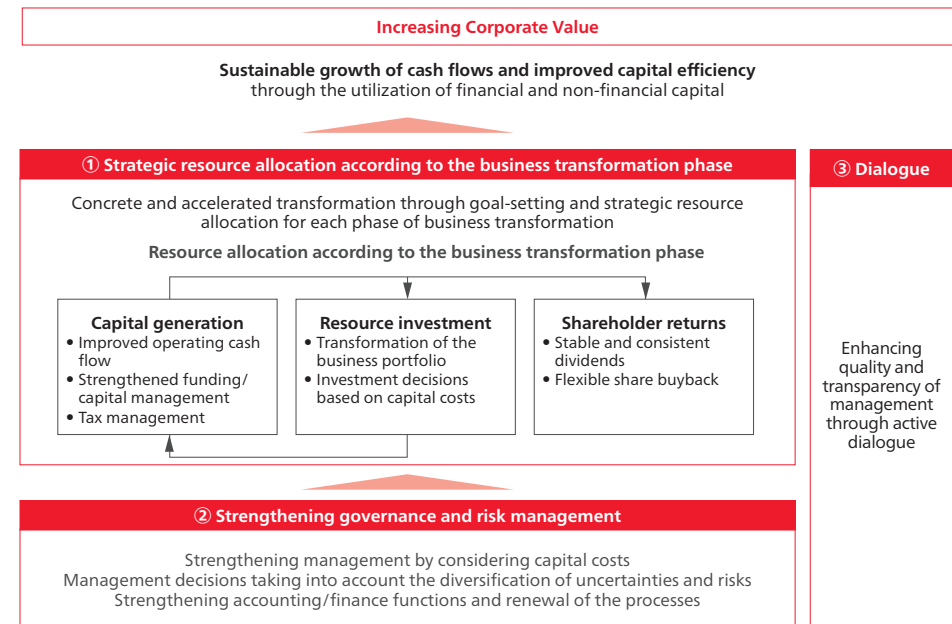 Increasing Corporate Value
Sustainable growth of cash flows and improved capital efficiency
through the utilization of financial and non-financial capital
① Strategic resource allocation according to the business transformation phase
Concrete and accelerated transformation through goal-setting and strategic resource
allocation for each phase of business transformation
Resource allocation according to the business transformation phase
Capital generation
• Improved operating cash
flow
• Strengthened funding/
capital management
• Tax management
Resource investment
• Transformation of the
business portfolio
• Investment decisions
based on capital costs
Shareholder returns
• Stable and consistent
dividends
• Flexible share buyback
② Strengthening governance and risk management
Strengthening management by considering capital costs
Management decisions taking into account the diversification of uncertainties and risks
Strengthening accounting/finance functions and renewal of the processes
③ Dialogue
Enhancing
quality and
transparency of
management
through active
dialogue